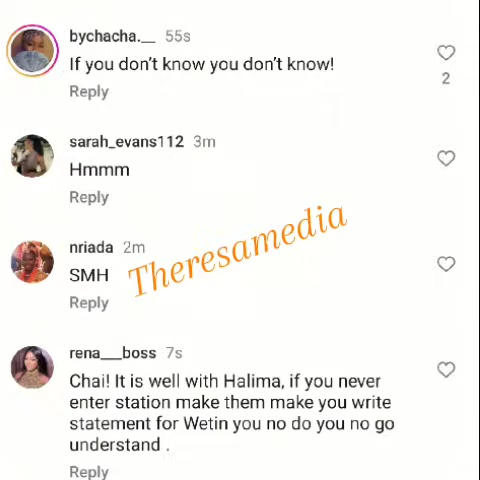 bychacha.__ 55s
If you don't know you don't know!
Reply
2
sarah_evans112 3m
Hmmm
Reply
nriada 2m
SMH
Reply
Theresamedia
rena___boss 7s
Chai! It is well with Halima, if you never
enter station make them make you write
statement for Wetin you no do you no go
understand .
Reply